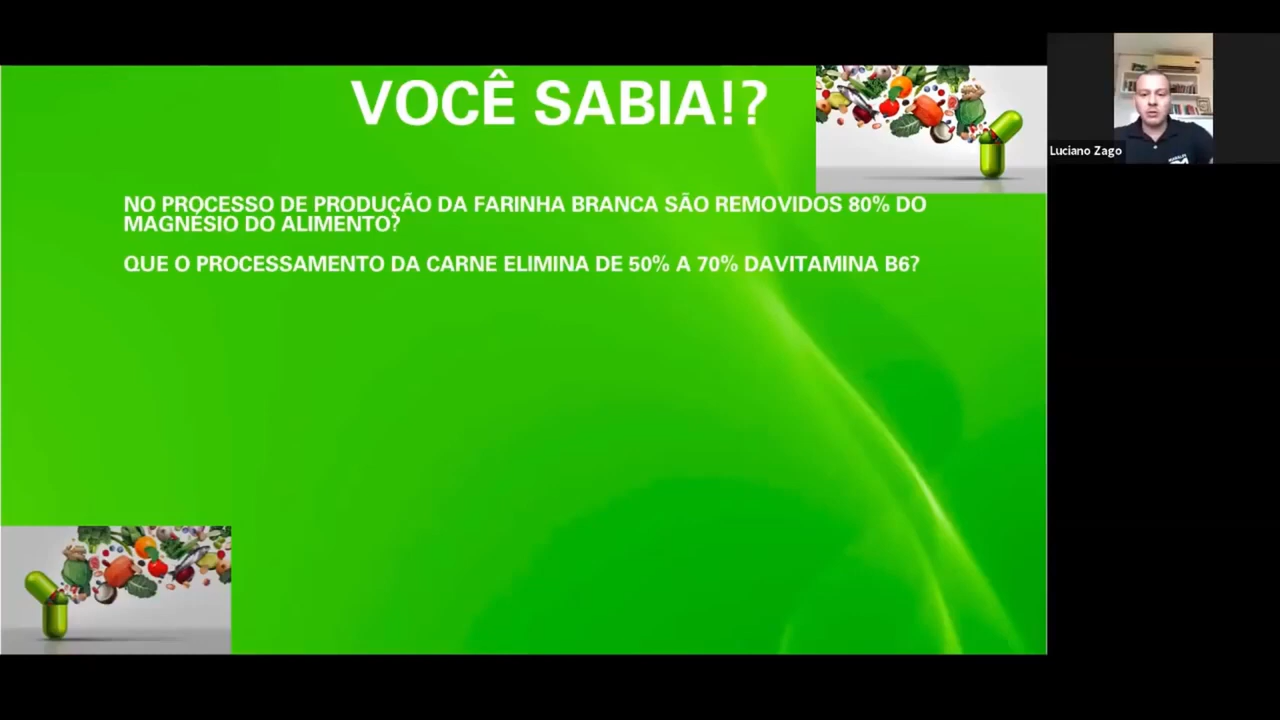 VOCÊ SABIA!?
NO PROCESSO DE PRODUÇÃO DA FARINHA BRANCA SÃO REMOVIDOS 80% DO
MAGNÉSIO DO ALIMENTO?
QUE O PROCESSAMENTO DA CARNE ELIMINA DE 50% A 70% DAVITAMINA B6?
Luciano Zago